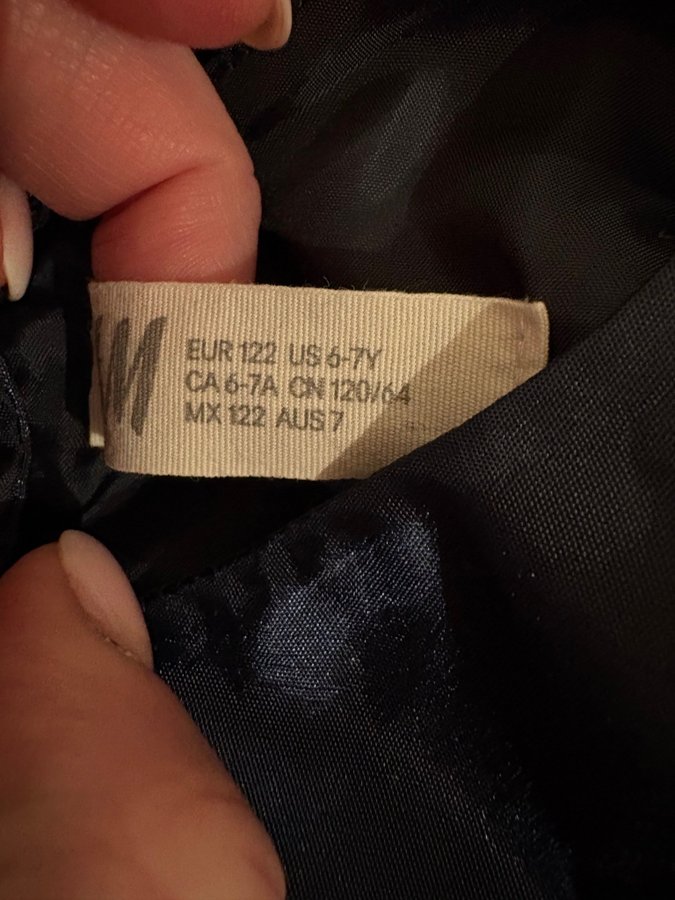 M
EUR 122 US 6-7Y
CA 6-7A CN 120/64
MX 122 AUS 7